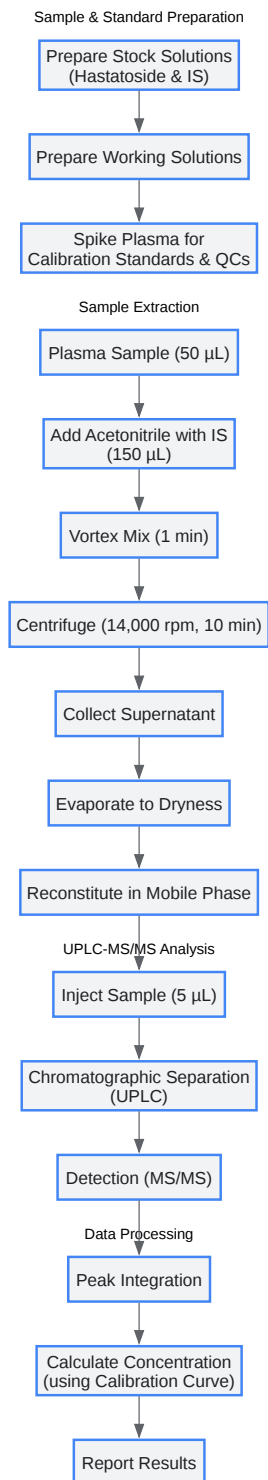 Sample & Standard Preparation
Prepare Stock Solutions
(Hastatoside & IS)
Prepare Working Solutions
Spike Plasma for
Calibration Standards & QCs
Sample Extraction
Plasma Sample (50 µL)
Add Acetonitrile with IS
(150 µL)
Vortex Mix (1 min)
Centrifuge (14,000 rpm, 10 min)
Collect Supernatant
Evaporate to Dryness
Reconstitute in Mobile Phase
UPLC-MS/MS Analysis
Inject Sample (5 µL)
Chromatographic Separation
(UPLC)
Detection (MS/MS)
Data Processing
Peak Integration
Calculate Concentration
(using Calibration Curve)
Report Results